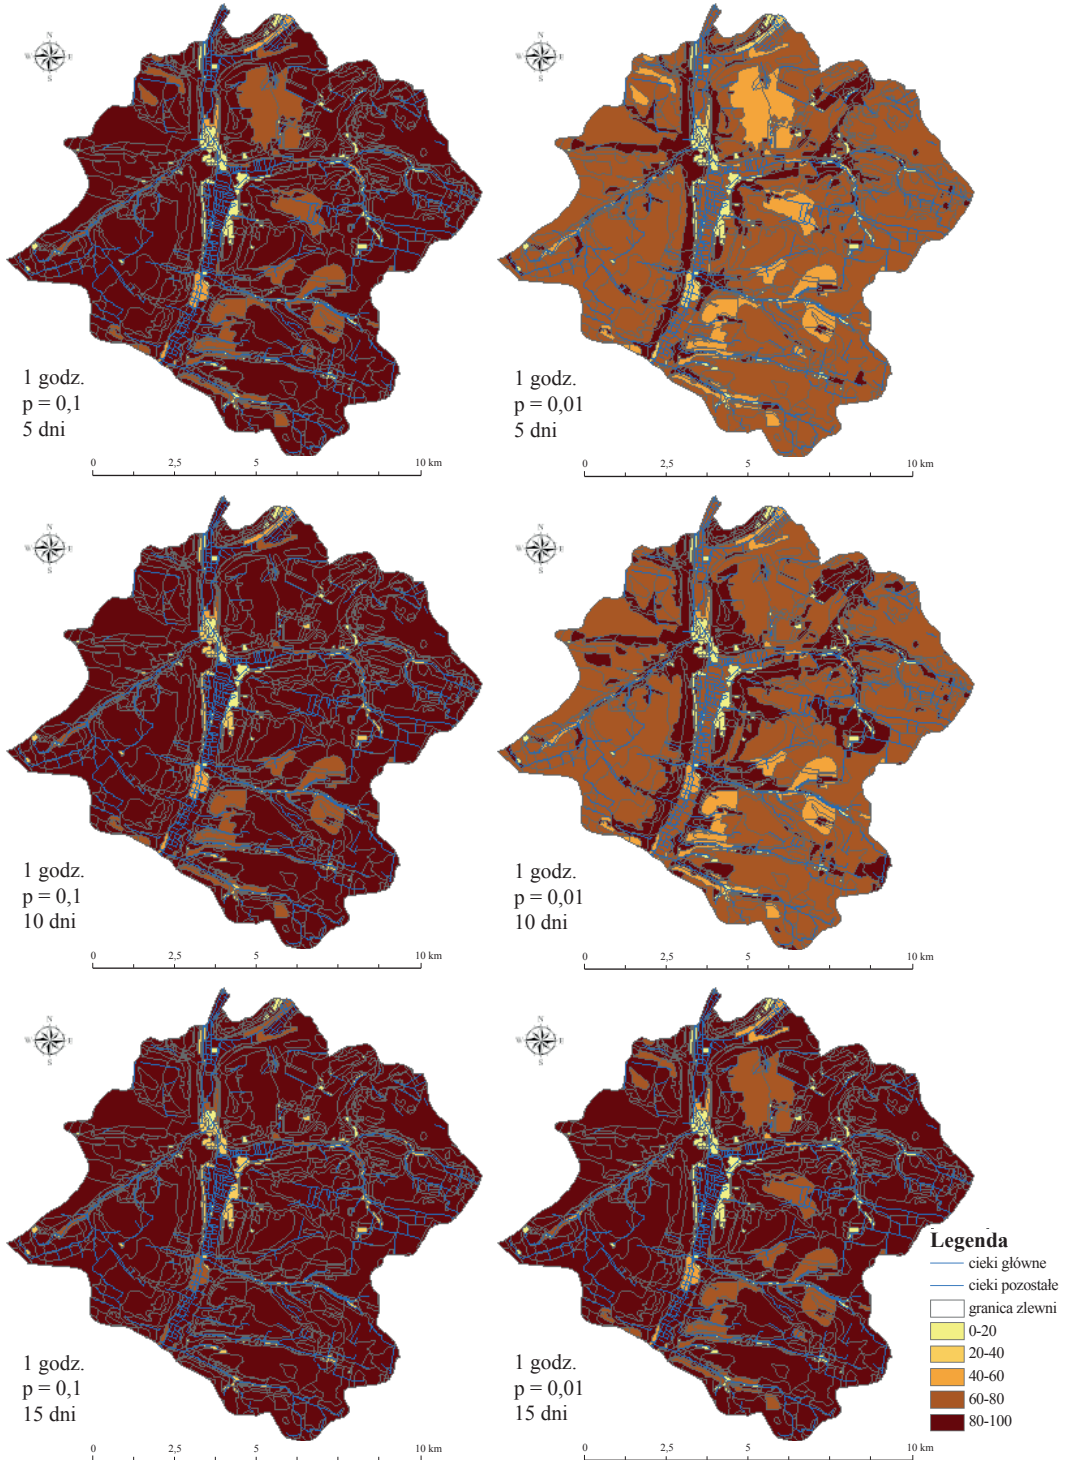 N
W E
S
1 godz.
p = 0,1
5 dni
0 2,5 5 10 km
N
W E
S
1 godz.
p = 0,01
5 dni
0 2,5 5 10 km
N
W E
S
1 godz.
p = 0,1
10 dni
0 2,5 5 10 km
N
W E
S
1 godz.
p = 0,01
10 dni
0 2,5 5 10 km
N
W E
S
1 godz.
p = 0,1
15 dni
0 2,5 5 10 km
N
W E
S
1 godz.
p = 0,01
15 dni
0 2,5 5 10 km
Legenda
cieki główne
cieki pozostałe
granica zlewni
0-20
20-40
40-60
60-80
80-100